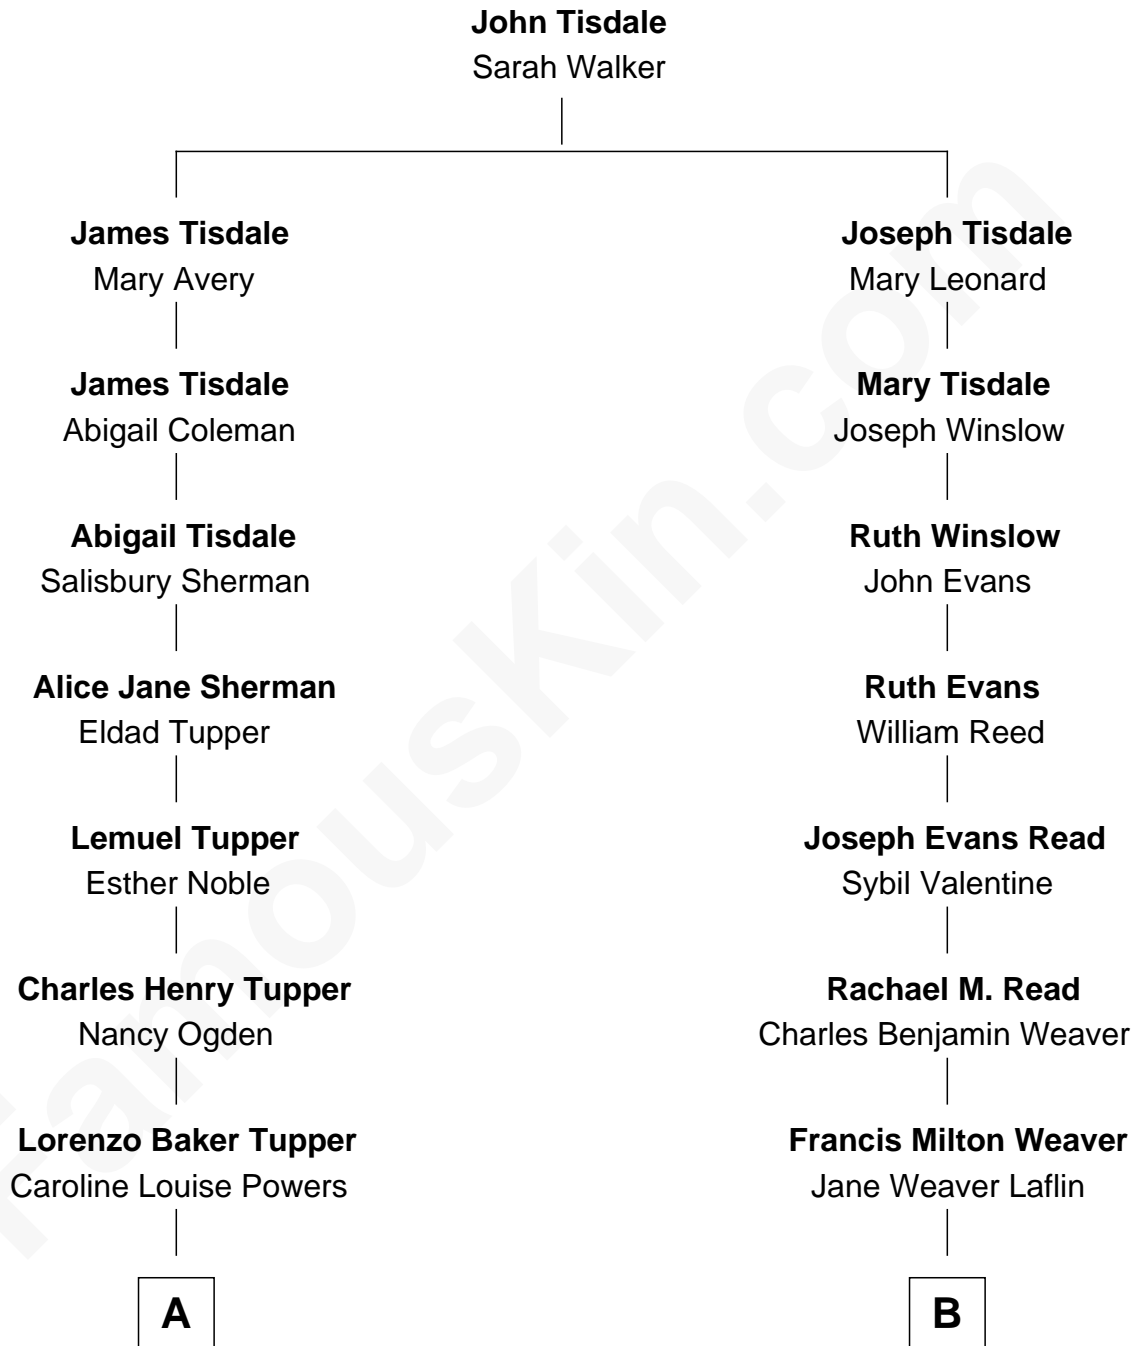 John Tisdale
Sarah Walker
James Tisdale
Mary Avery
Joseph Tisdale
Mary Leonard
James Tisdale
Abigail Coleman
Mary Tisdale
Joseph Winslow
Abigail Tisdale
Salisbury Sherman
Ruth Winslow
John Evans
Alice Jane Sherman
Eldad Tupper
Ruth Evans
William Reed
Lemuel Tupper
Esther Noble
Joseph Evans Read
Sybil Valentine
Charles Henry Tupper
Nancy Ogden
Rachael M. Read
Charles Benjamin Weaver
Lorenzo Baker Tupper
Caroline Louise Powers
Francis Milton Weaver
Jane Weaver Laflin
A
B
FamousKin.com